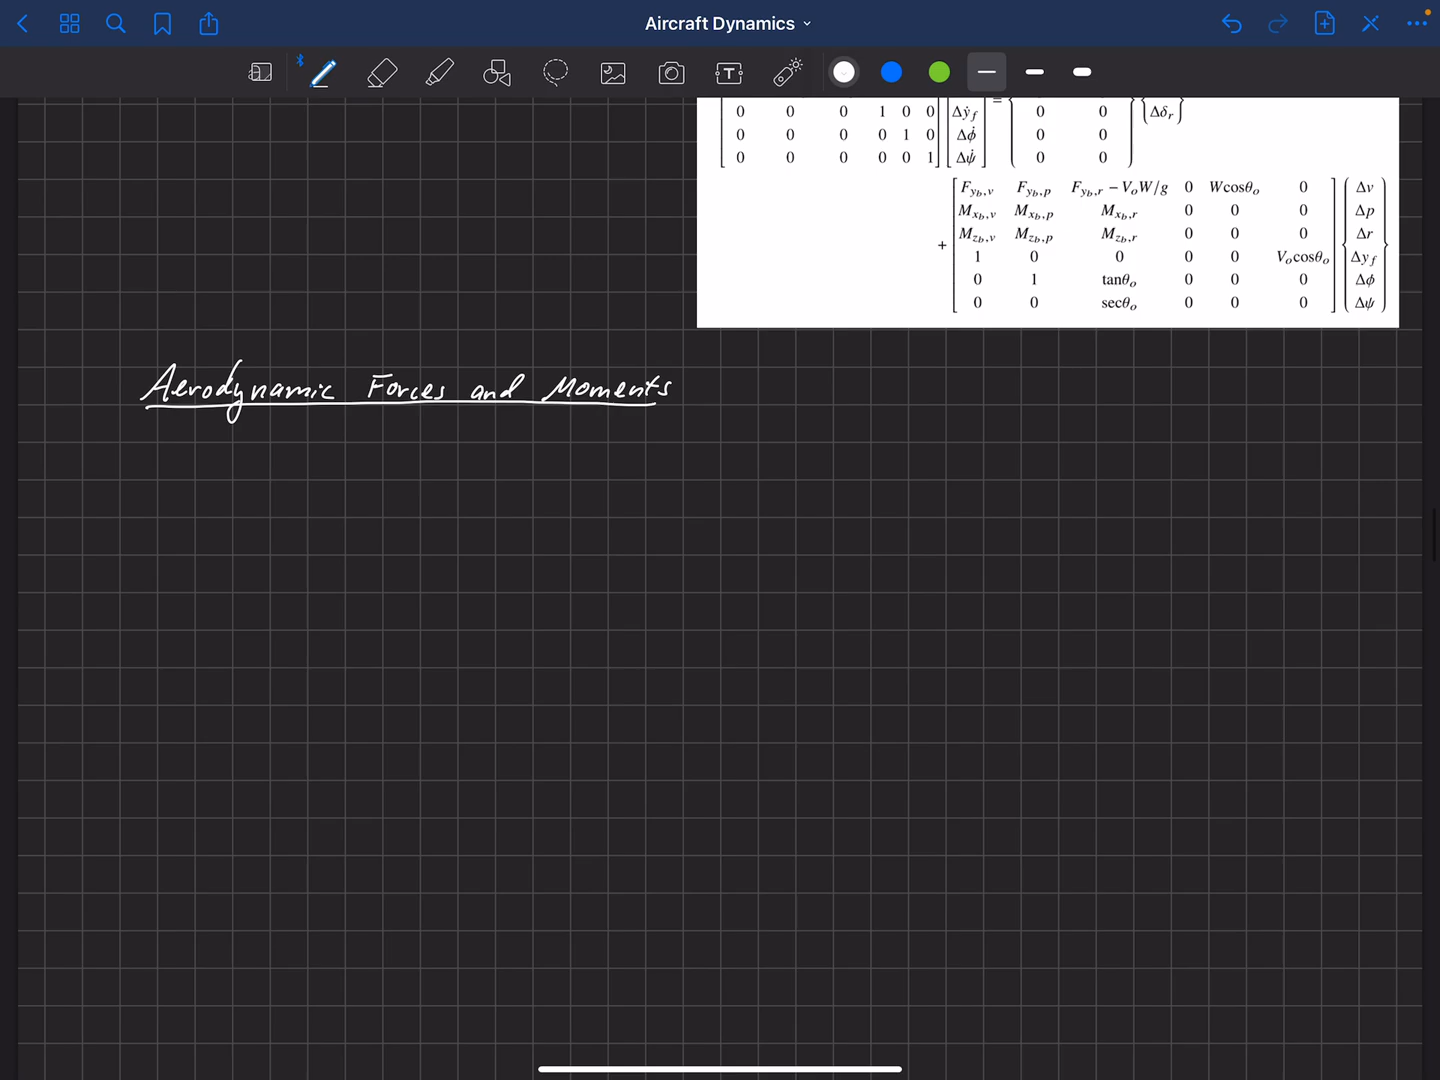 Aircraft Dynamics
T
0 0 0 1 0 0 Δẏf = 0 0 Δδr
0 0 0 0 1 0 Δϕ̇ 0 0
0 0 0 0 0 1 Δψ̇ 0 0
Fyb,v Fyb,p Fyb,r − VoW/g 0 Wcosθo 0 Δv
Mxb,v Mxb,p Mxb,r 0 0 0 Δp
Mzb,v Mzb,p Mzb,r 0 0 0 Δr
+ 1 0 0 0 0 Vocosθo Δyf
0 1 tanθo 0 0 0 Δϕ
0 0 secθo 0 0 0 Δψ
Aerodynamic Forces and Moments